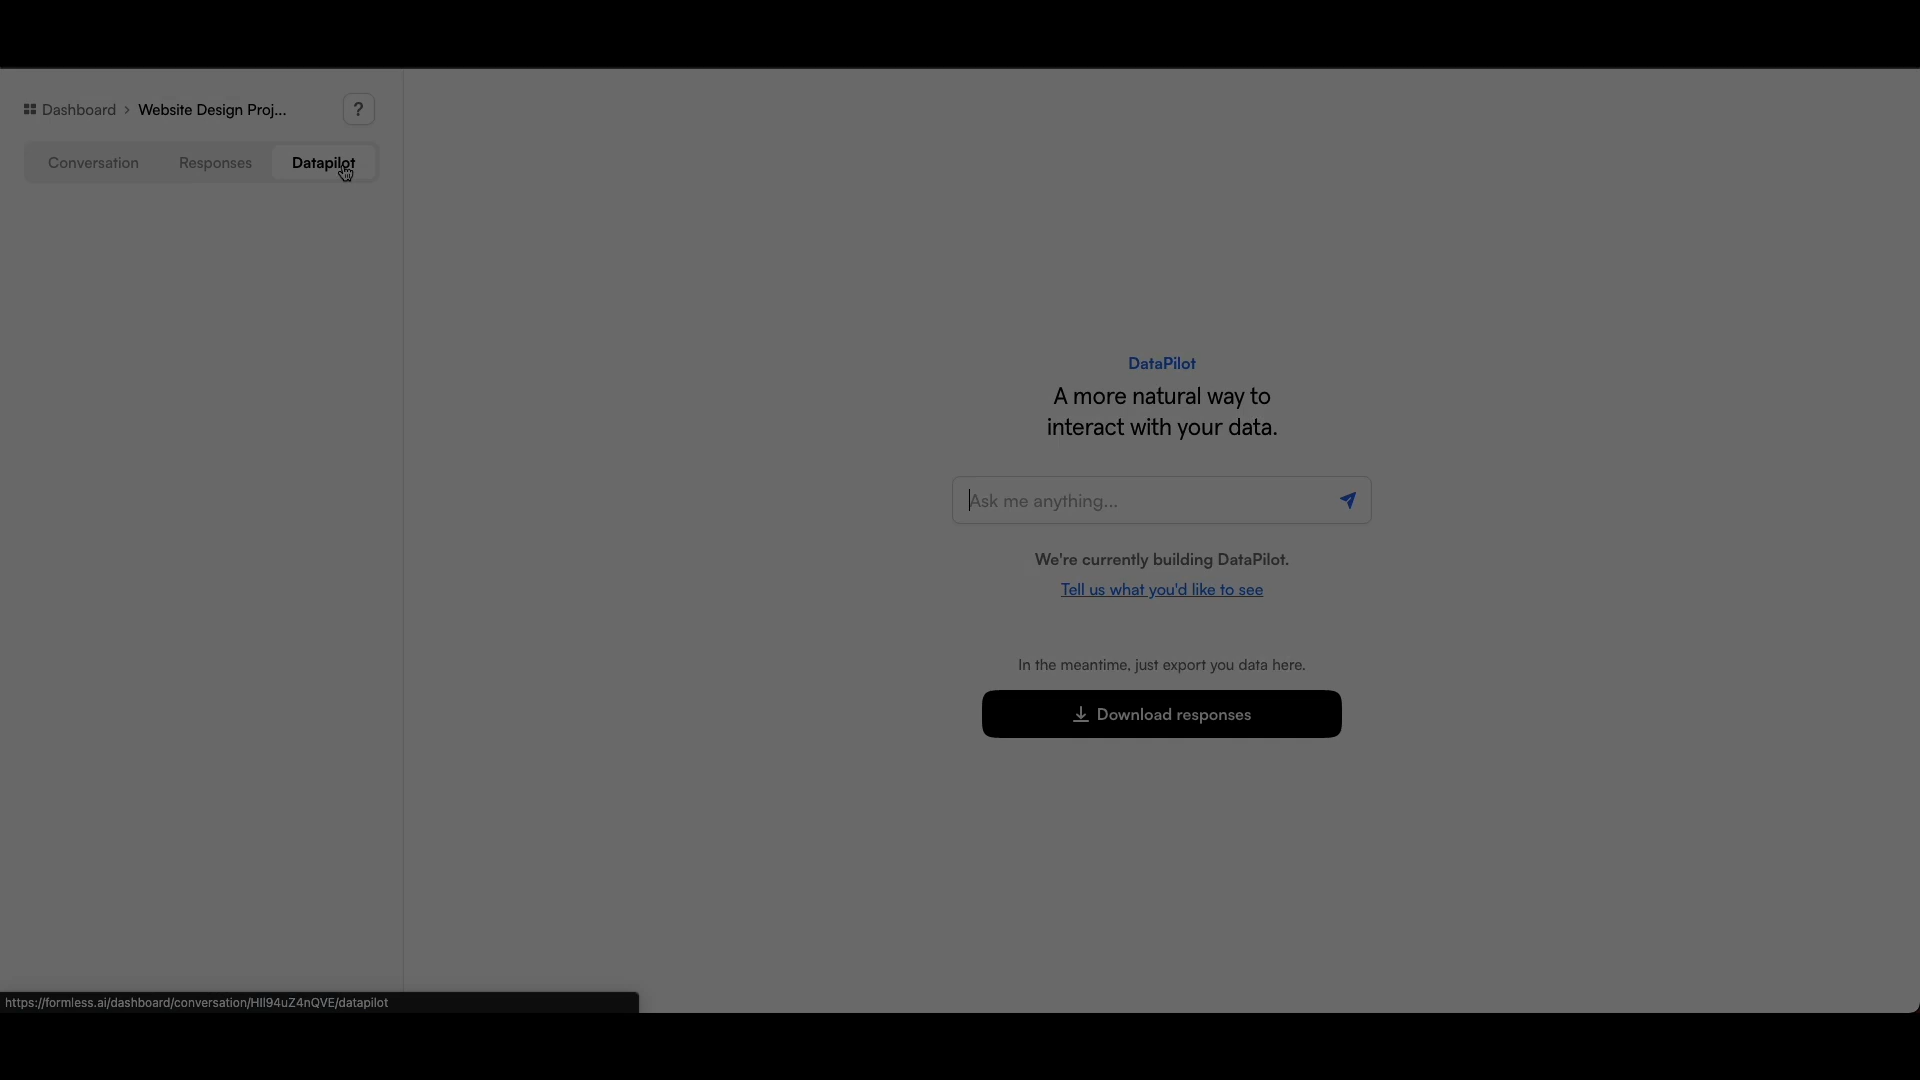 Dashboard > Website Design Proj...
?
Conversation Responses Datapilot
DataPilot
A more natural way to
interact with your data.
Ask me anything...
We're currently building DataPilot.
Tell us what you'd like to see
In the meantime, just export you data here.
Download responses
https://formless.ai/dashboard/conversation/HIl94uZ4nQVE/datapilot